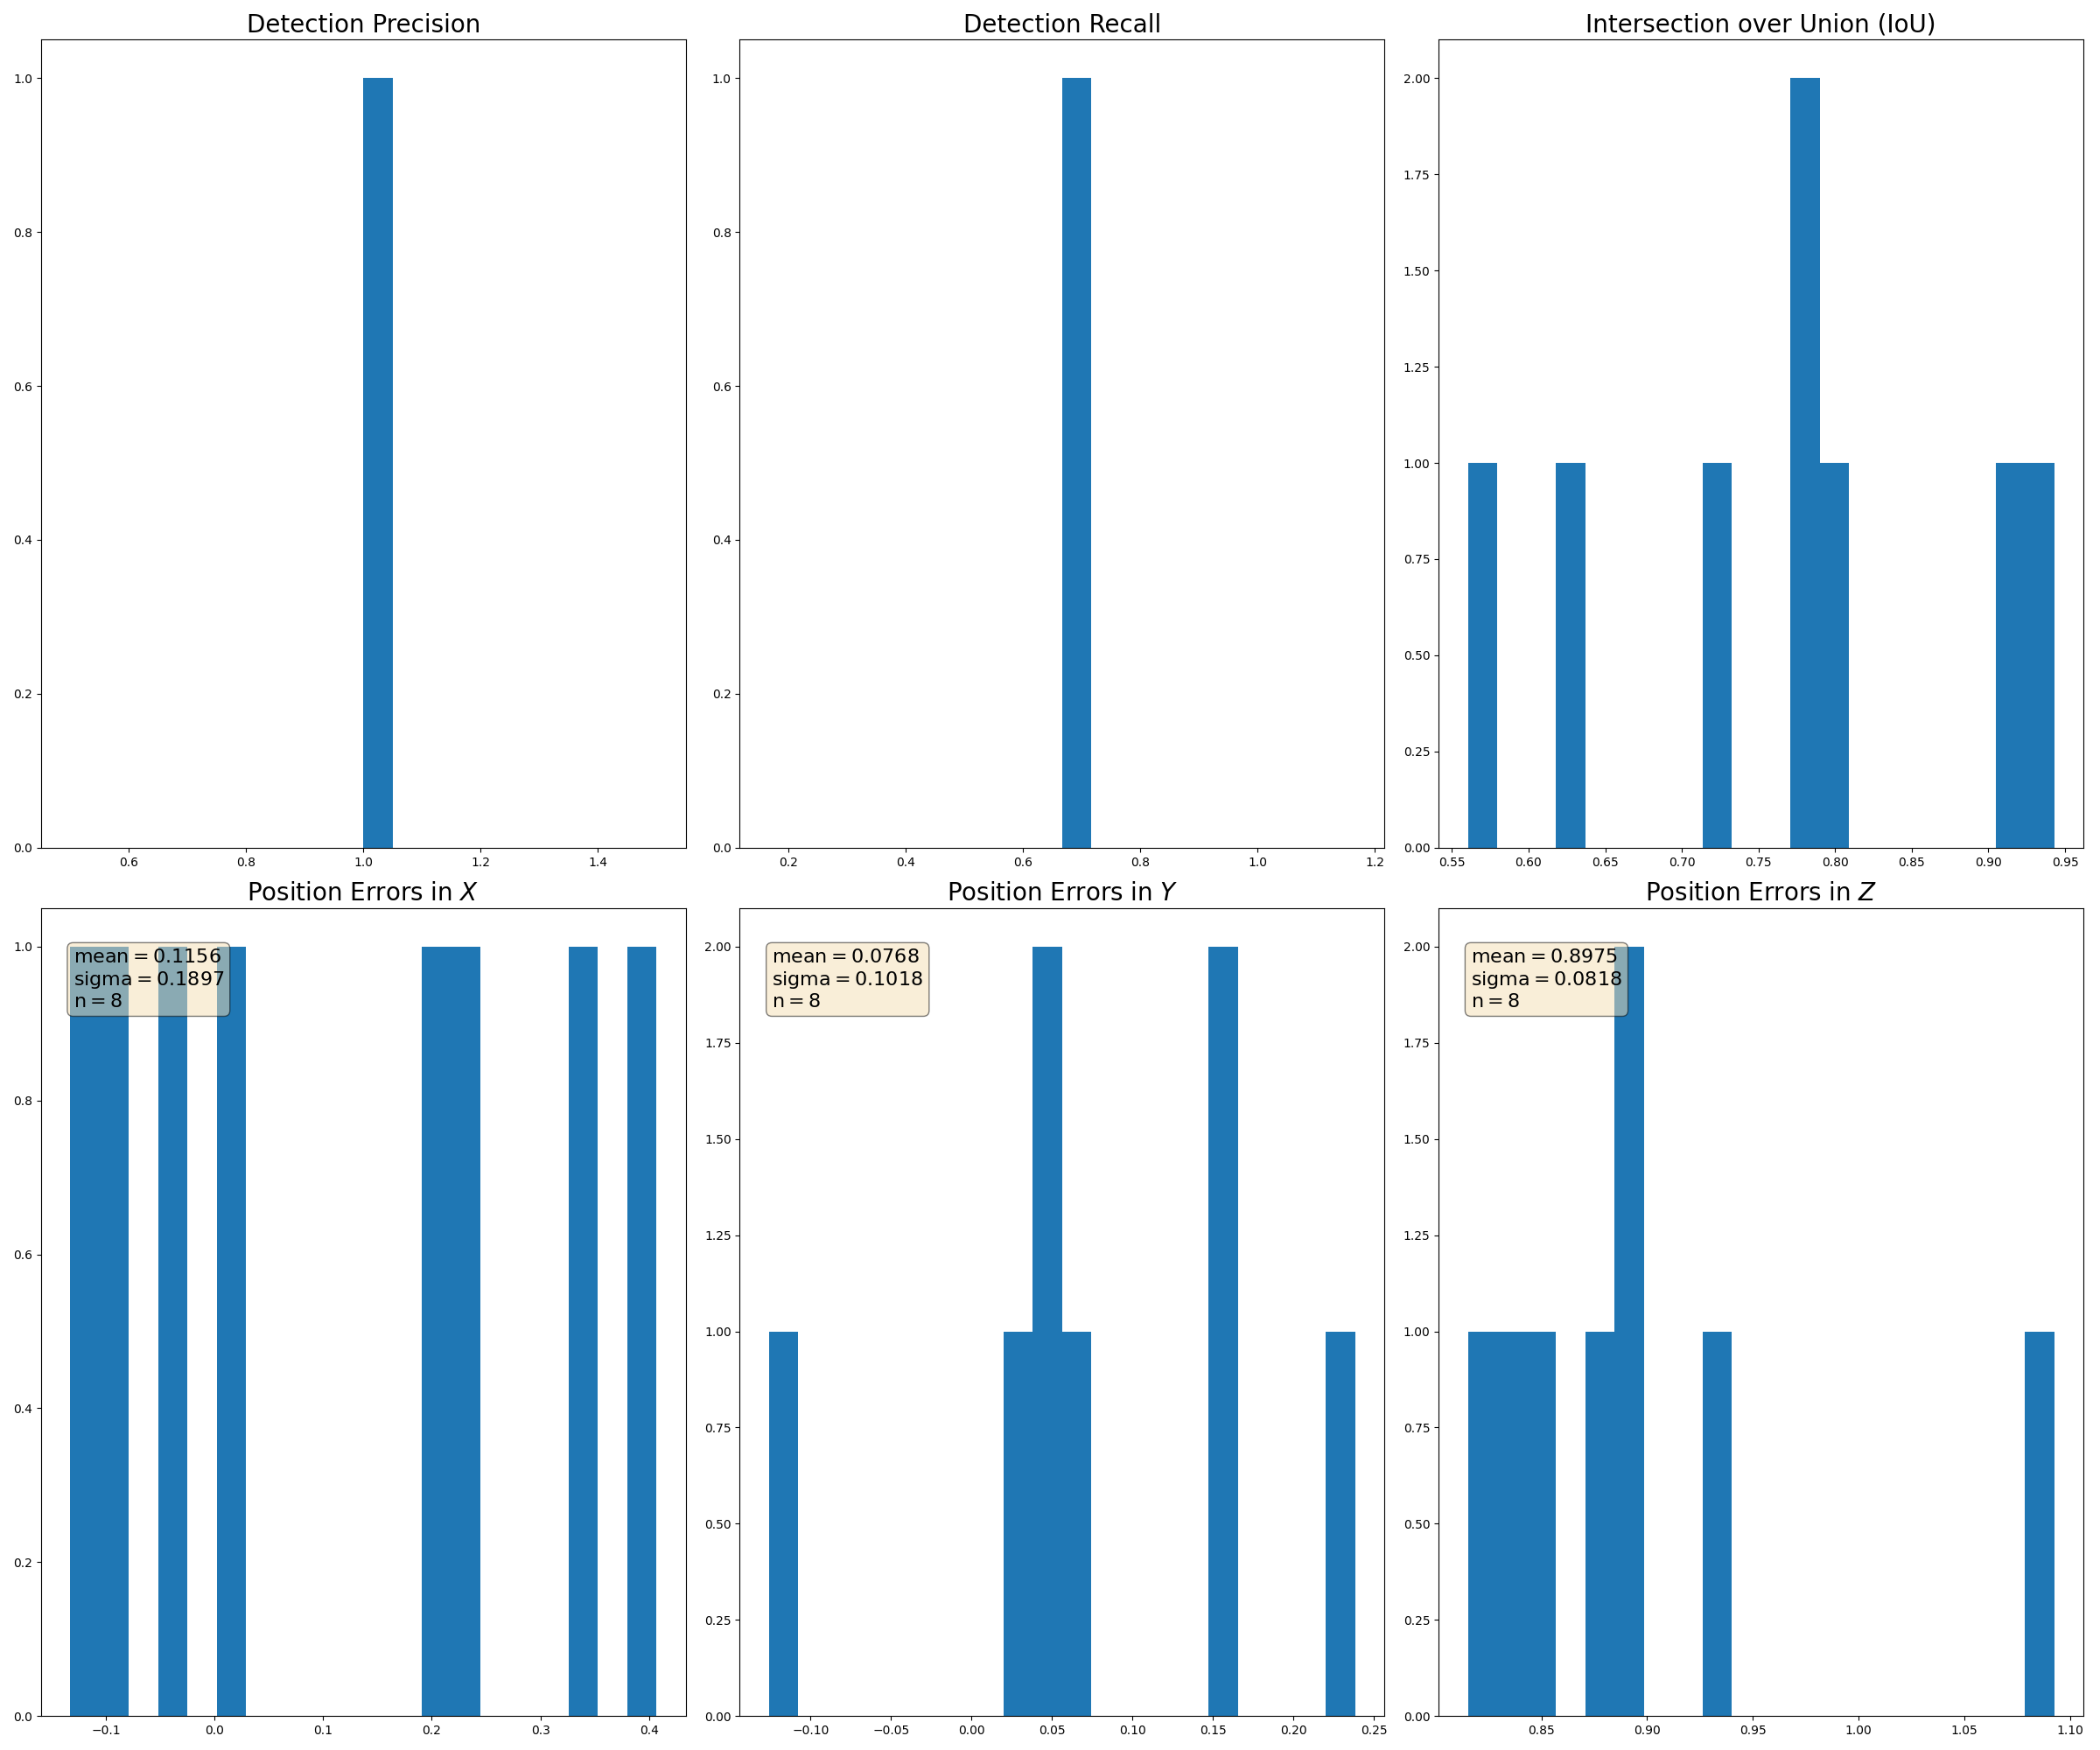 Detection Precision
1.0
0.8
0.6
0.4
0.2
0.0
0.6 0.8 1.0 1.2 1.4
Detection Recall
1.0
0.8
0.6
0.4
0.2
0.0
0.2 0.4 0.6 0.8 1.0 1.2
Intersection over Union (IoU)
2.00
1.75
1.50
1.25
1.00
0.75
0.50
0.25
0.00
0.55 0.60 0.65 0.70 0.75 0.80 0.85 0.90 0.95
Position Errors in X
mean = 0.1156
sigma = 0.1897
n = 8
1.0
0.8
0.6
0.4
0.2
0.0
−0.1 0.0 0.1 0.2 0.3 0.4
Position Errors in Y
mean = 0.0768
sigma = 0.1018
n = 8
2.00
1.75
1.50
1.25
1.00
0.75
0.50
0.25
0.00
−0.10 −0.05 0.00 0.05 0.10 0.15 0.20 0.25
Position Errors in Z
mean = 0.8975
sigma = 0.0818
n = 8
2.00
1.75
1.50
1.25
1.00
0.75
0.50
0.25
0.00
0.85 0.90 0.95 1.00 1.05 1.10